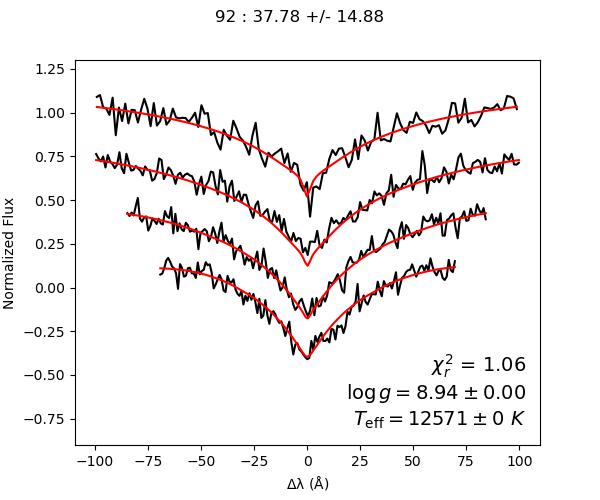 92 : 37.78 +/- 14.88
1.25
1.00
0.75
0.50
0.25
0.00
−0.25
−0.50
−0.75
Normalized Flux
χ²ᵣ = 1.06
log g = 8.94 ± 0.00
T_eff = 12571 ± 0 K
−100 −75 −50 −25 0 25 50 75 100
Δλ (Å)